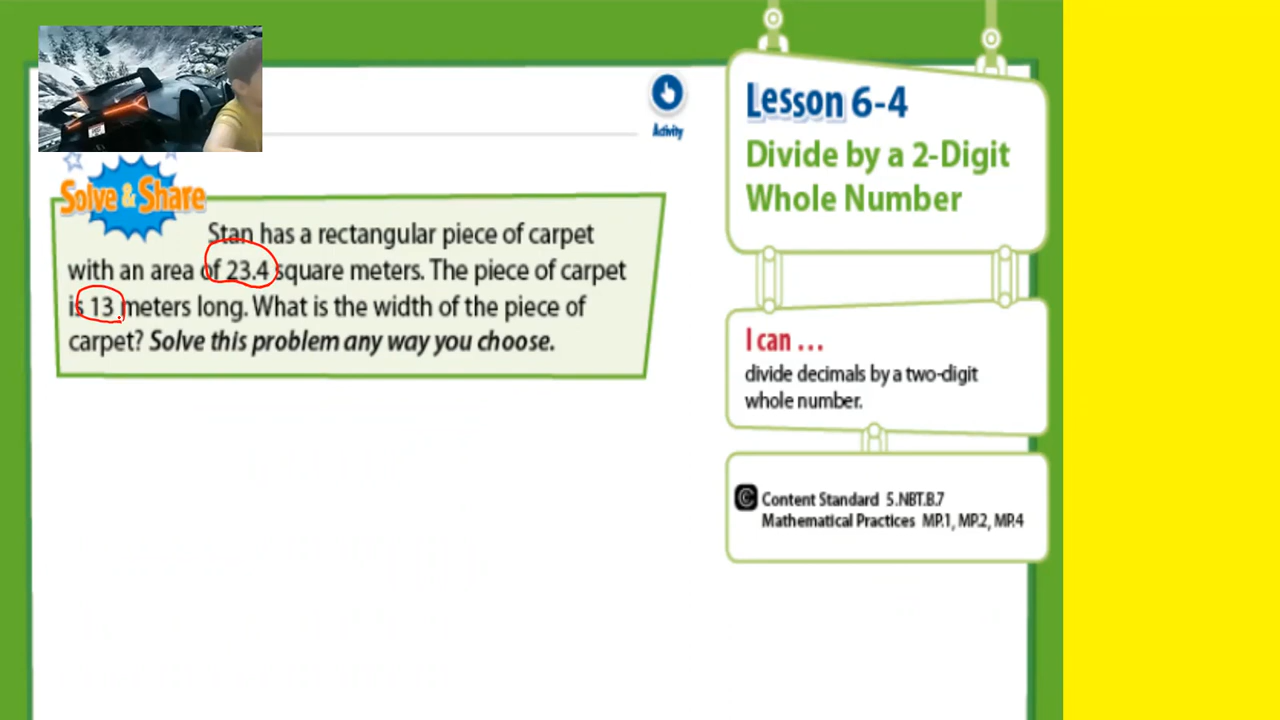 Activity
Lesson 6-4
Divide by a 2-Digit
Whole Number
Solve & Share
Stan has a rectangular piece of carpet
with an area of 23.4 square meters. The piece of carpet
is 13 meters long. What is the width of the piece of
carpet? Solve this problem any way you choose.
I can …
divide decimals by a two-digit
whole number.
C Content Standard 5.NBT.B.7
Mathematical Practices MP.1, MP.2, MP.4